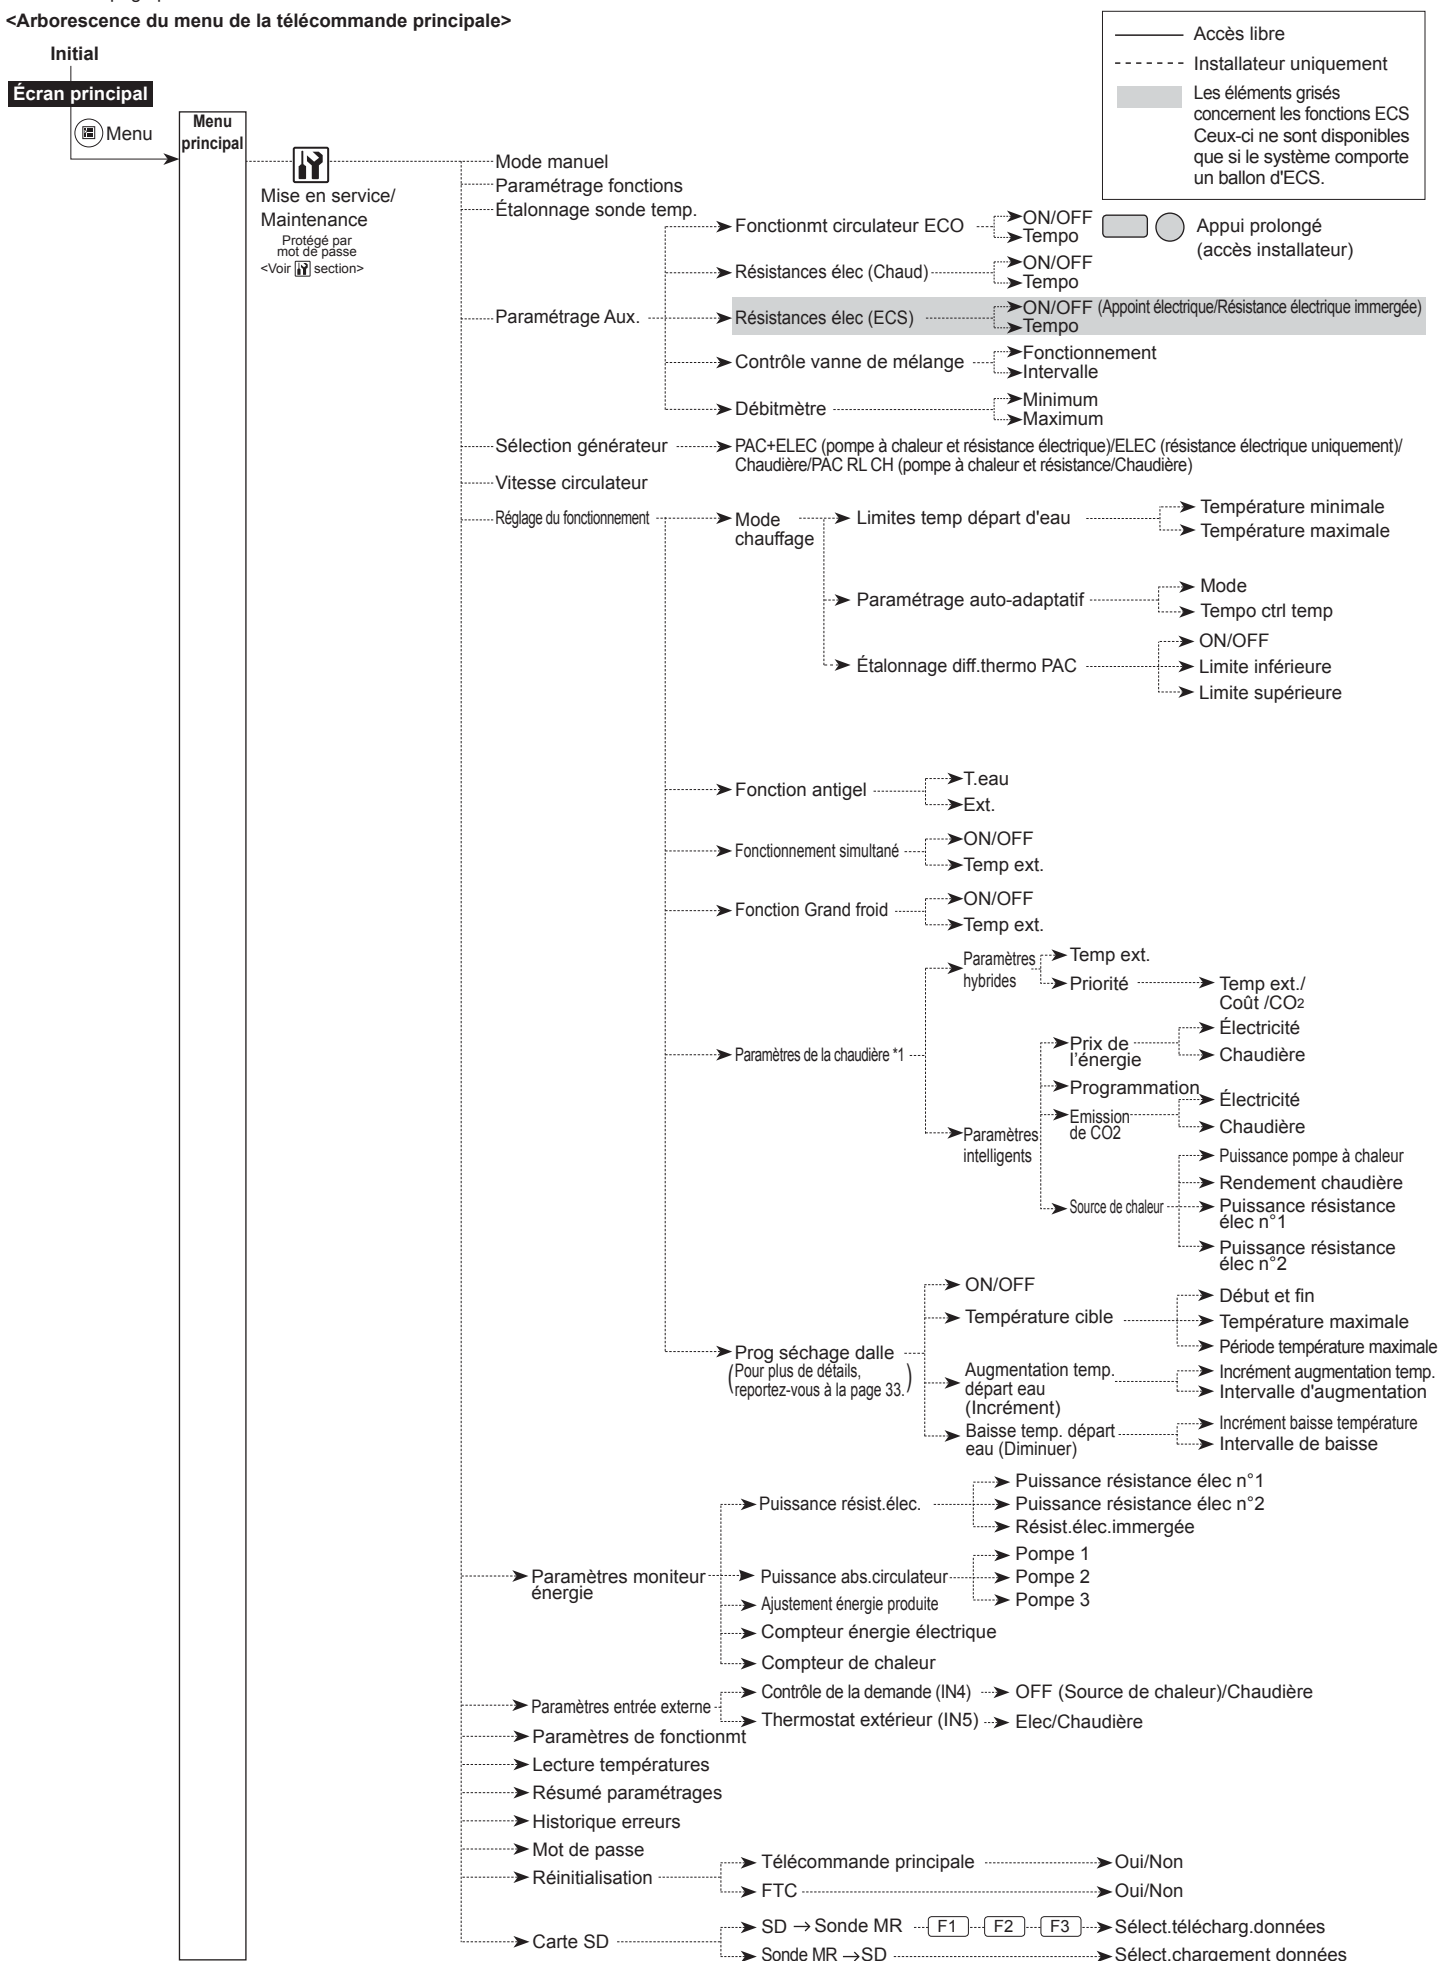 <Arborescence du menu de la télécommande principale>
Initial
Écran principal
Menu
Menu
principal
Accès libre
Installateur uniquement
Les éléments grisés
concernent les fonctions ECS
Ceux-ci ne sont disponibles
que si le système comporte
un ballon d'ECS.
Appui prolongé
(accès installateur)
Mise en service/
Maintenance
Protégé par
mot de passe
<Voir section>
Mode manuel
Paramétrage fonctions
Étalonnage sonde temp.
Paramétrage Aux.
Fonctionmt circulateur ECO
ON/OFF
Tempo
Résistances élec (Chaud)
ON/OFF
Tempo
Résistances élec (ECS)
ON/OFF (Appoint électrique/Résistance électrique immergée)
Tempo
Contrôle vanne de mélange
Fonctionnement
Intervalle
Débitmètre
Minimum
Maximum
Sélection générateur
PAC+ELEC (pompe à chaleur et résistance électrique)/ELEC (résistance électrique uniquement)/
Chaudière/PAC RL CH (pompe à chaleur et résistance/Chaudière)
Vitesse circulateur
Réglage du fonctionnement
Mode
chauffage
Limites temp départ d'eau
Température minimale
Température maximale
Paramétrage auto-adaptatif
Mode
Tempo ctrl temp
Étalonnage diff.thermo PAC
ON/OFF
Limite inférieure
Limite supérieure
Fonction antigel
T.eau
Ext.
Fonctionnement simultané
ON/OFF
Temp ext.
Fonction Grand froid
ON/OFF
Temp ext.
Paramètres de la chaudière *1
Paramètres
hybrides
Temp ext.
Priorité
Temp ext./
Coût /CO2
Paramètres
intelligents
Prix de
l’énergie
Électricité
Chaudière
Programmation
Emission
de CO2
Électricité
Chaudière
Source de chaleur
Puissance pompe à chaleur
Rendement chaudière
Puissance résistance
élec n°1
Puissance résistance
élec n°2
Prog séchage dalle
(Pour plus de détails,
reportez-vous à la page 33.)
ON/OFF
Température cible
Début et fin
Température maximale
Période température maximale
Augmentation temp.
départ eau
(Incrément)
Incrément augmentation temp.
Intervalle d'augmentation
Baisse temp. départ
eau (Diminuer)
Incrément baisse température
Intervalle de baisse
Paramètres moniteur
énergie
Puissance résist.élec.
Puissance résistance élec n°1
Puissance résistance élec n°2
Résist.élec.immergée
Puissance abs.circulateur
Pompe 1
Pompe 2
Pompe 3
Ajustement énergie produite
Compteur énergie électrique
Compteur de chaleur
Paramètres entrée externe
Contrôle de la demande (IN4)
OFF (Source de chaleur)/Chaudière
Thermostat extérieur (IN5)
Elec/Chaudière
Paramètres de fonctionmt
Lecture températures
Résumé paramétrages
Historique erreurs
Mot de passe
Réinitialisation
Télécommande principale
Oui/Non
FTC
Oui/Non
Carte SD
SD → Sonde MR
F1
F2
F3
Sélect.télécharg.données
Sonde MR → SD
Sélect.chargement données